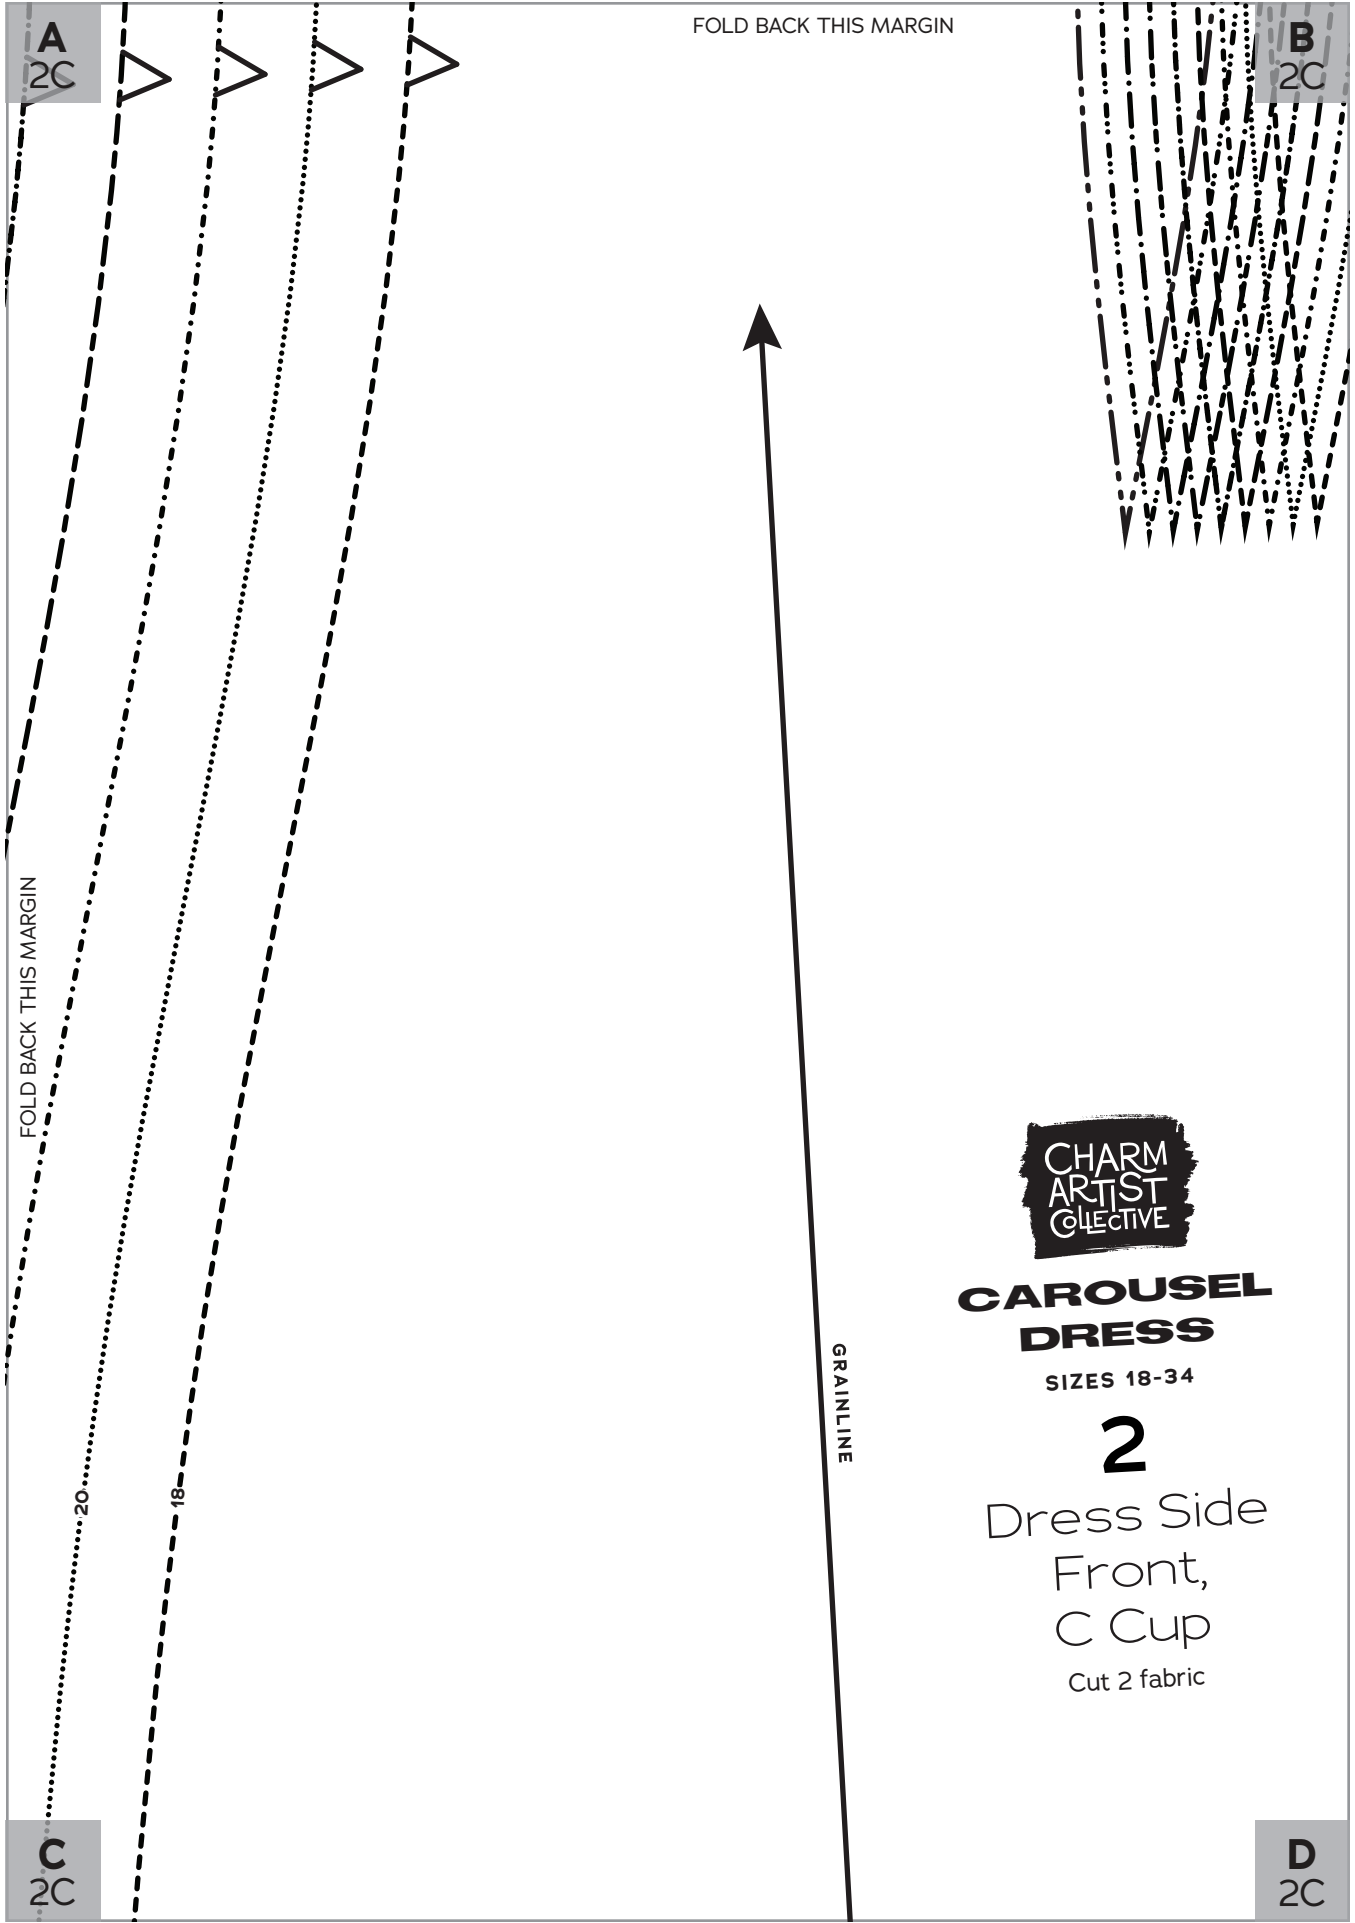 A
2C
FOLD BACK THIS MARGIN
B
2C
FOLD BACK THIS MARGIN
CHARM
ARTIST
COLLECTIVE
CAROUSEL
DRESS
GRAINLINE
SIZES 18-34
2
20
18
Dress Side
Front,
C Cup
Cut 2 fabric
C
2C
D
2C